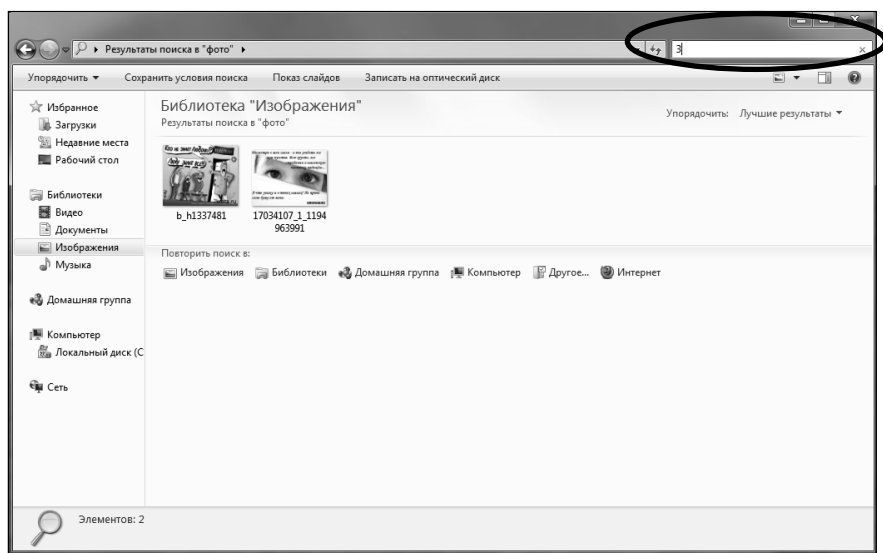 Результаты поиска в "фото"
3
Упорядочить
Сохранить условия поиска
Показ слайдов
Записать на оптический диск
Избранное
Загрузки
Недавние места
Рабочий стол
Библиотеки
Видео
Документы
Изображения
Музыка
Домашняя группа
Компьютер
Локальный диск (C
Сеть
Библиотека "Изображения"
Результаты поиска в "фото"
Упорядочить: Лучшие результаты
b_h1337481
17034107_1_1194
963991
Повторить поиск в:
Изображения Библиотеки Домашняя группа Компьютер Другое... Интернет
Элементов: 2